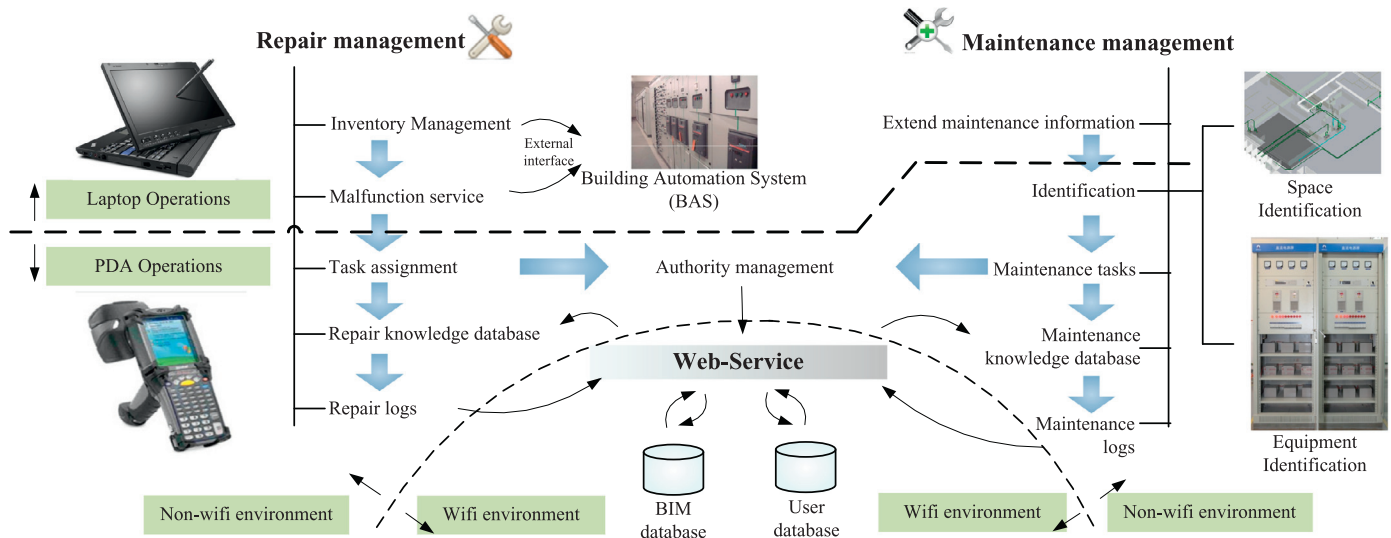 Repair management
Maintenance management
Inventory Management
External
interface
Malfunction service
Building Automation System
(BAS)
Extend maintenance information
Identification
Space
Identification
Laptop Operations
PDA Operations
Task assignment
Authority management
Maintenance tasks
Repair knowledge database
Maintenance
knowledge database
Web-Service
Repair logs
Maintenance
logs
Equipment
Identification
BIM
database
User
database
Non-wifi environment
Wifi environment
Wifi environment
Non-wifi environment